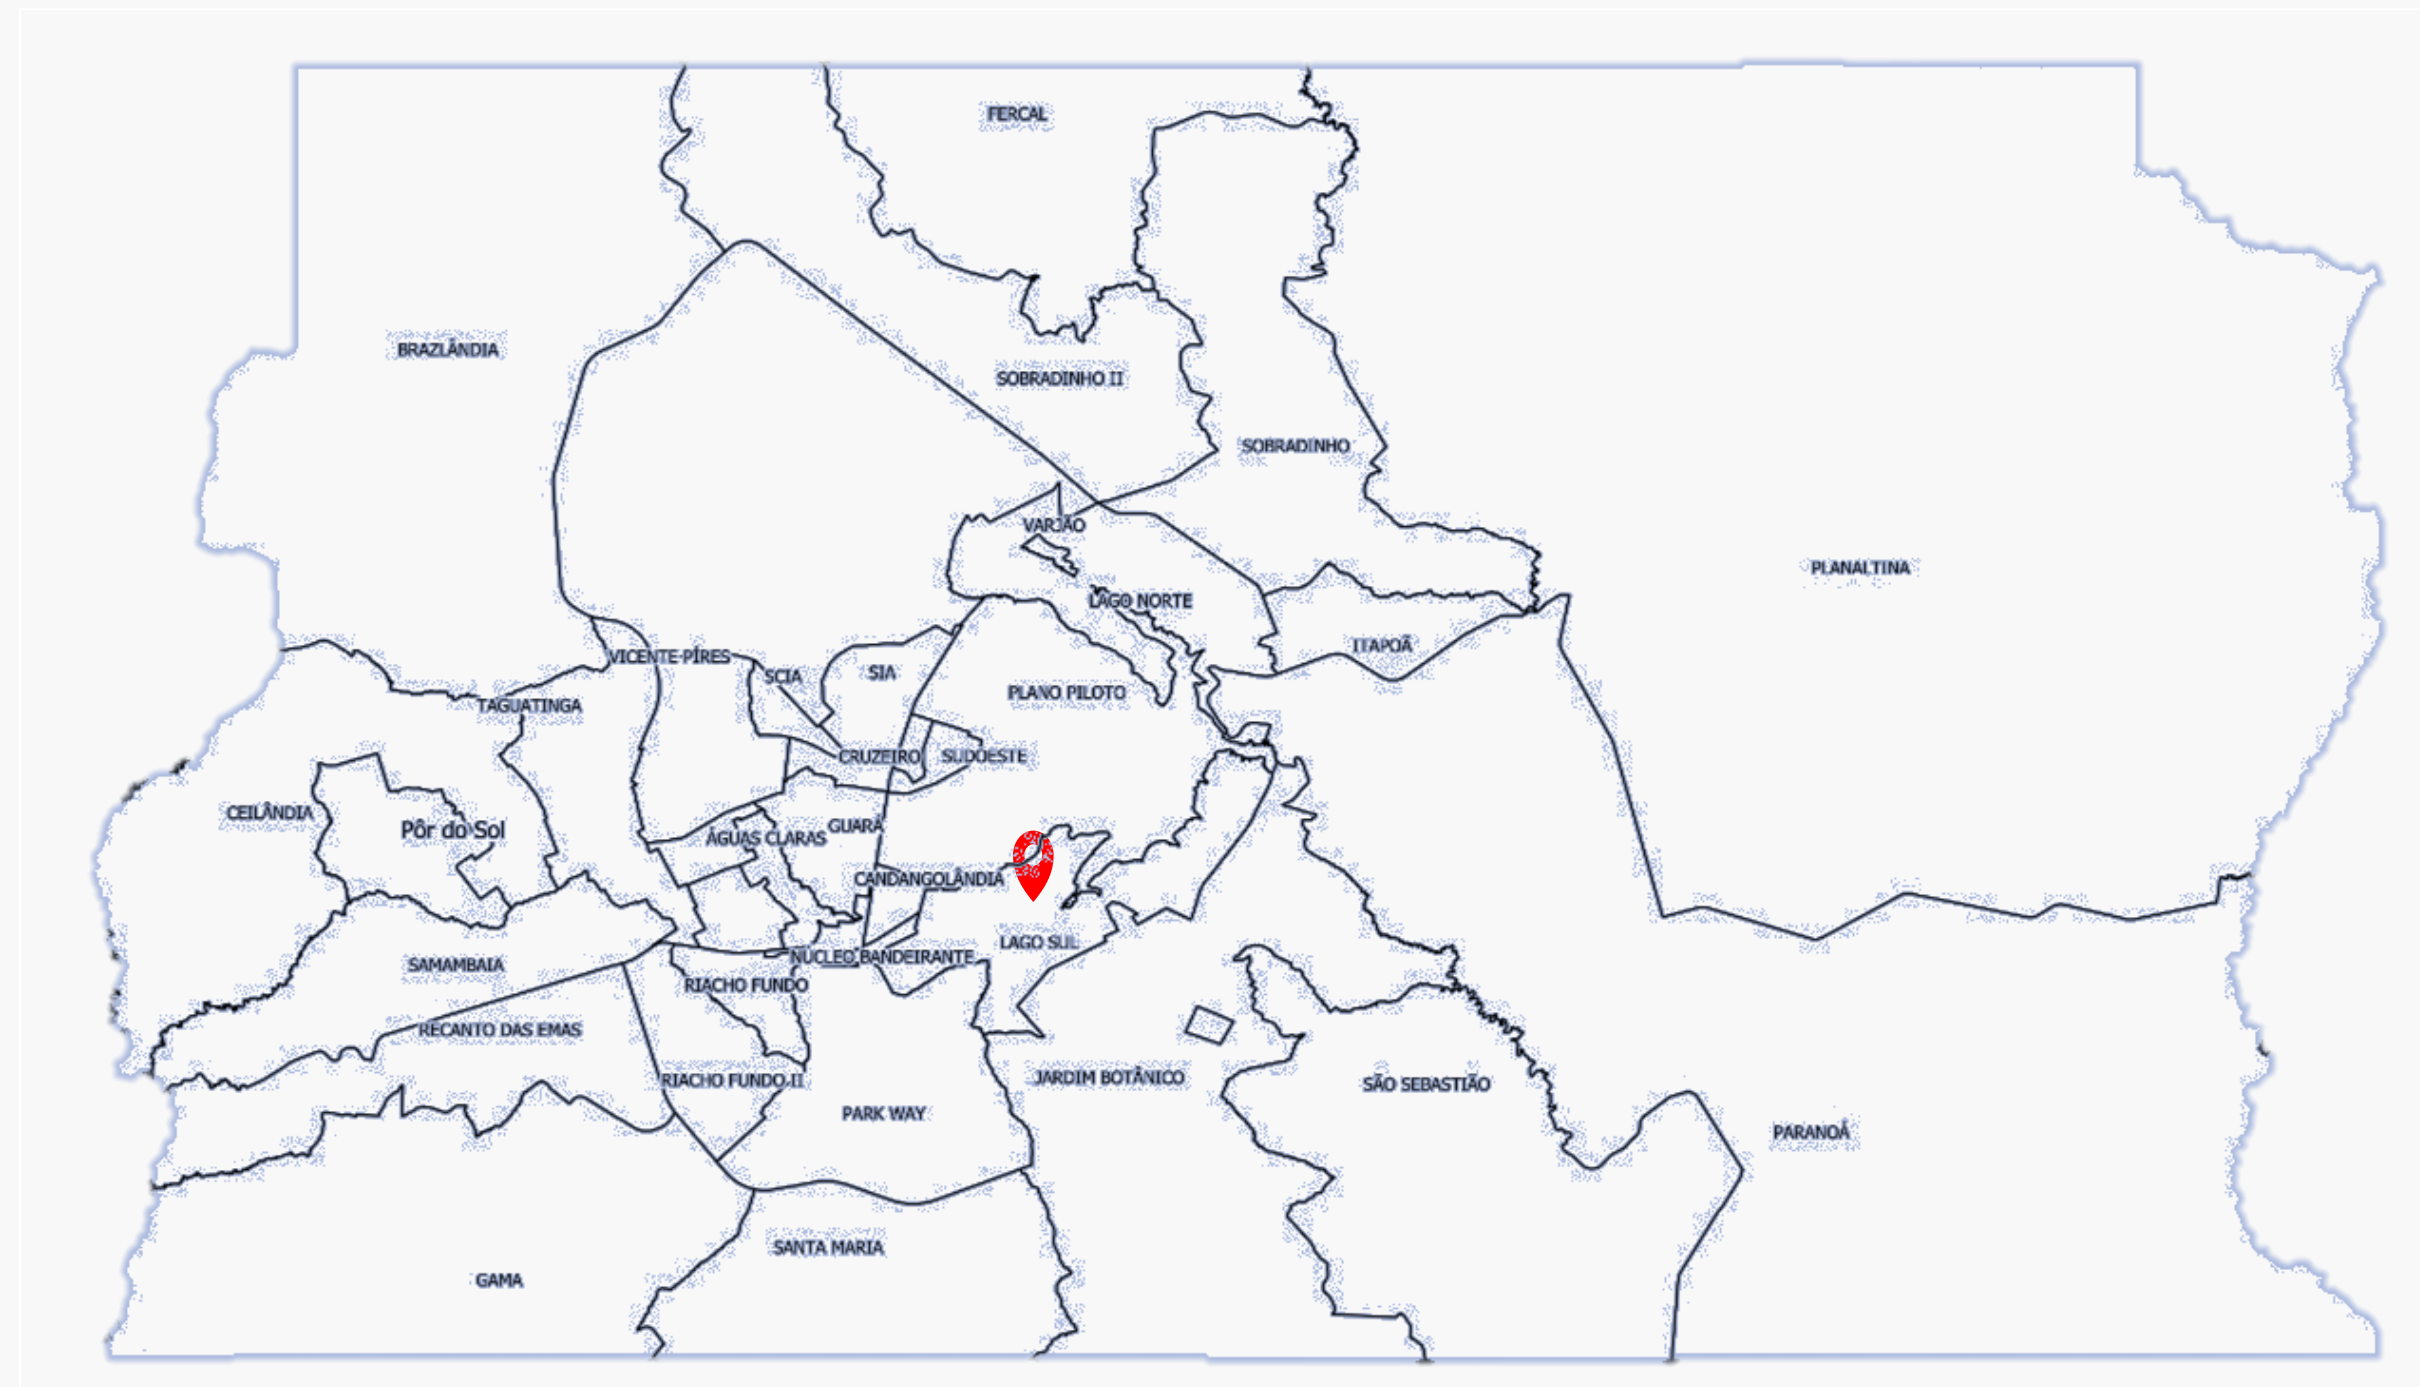 FERCAL
BRAZLÂNDIA
SOBRADINHO II
SOBRADINHO
VARJÃO
PLANALTINA
LAGO NORTE
ITAPOÃ
VICENTE PÍRES
SCIA
SIA
PLANO PILOTO
TAGUATINGA
CRUZEIRO
SUDOESTE
CEILÂNDIA
Pôr do Sol
GUARÁ
ÁGUAS CLARAS
CANDANGOLÂNDIA
LAGO SUL
NÚCLEO BANDEIRANTE
SAMAMBAIA
RIACHO FUNDO
RECANTO DAS EMAS
JARDIM BOTÂNICO
RIACHO FUNDO II
SÃO SEBASTIÃO
PARK WAY
PARANOÁ
SANTA MARIA
GAMA